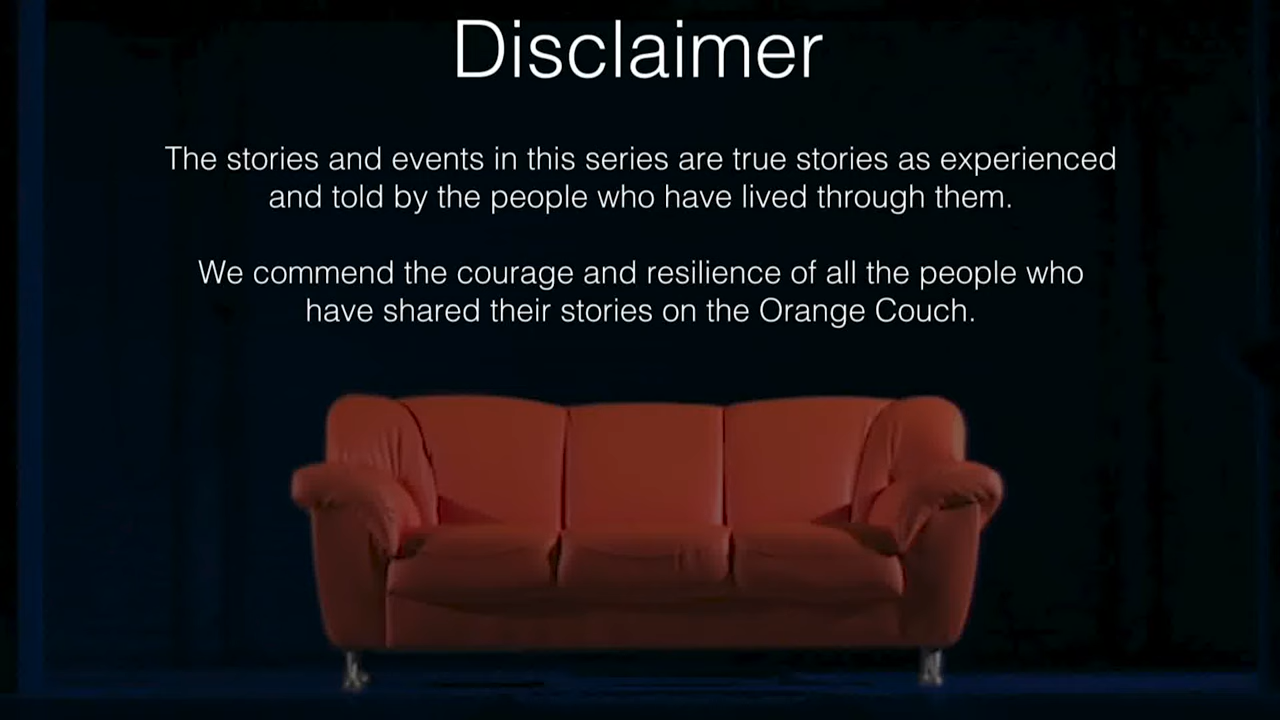 Disclaimer
The stories and events in this series are true stories as experienced
and told by the people who have lived through them.
We commend the courage and resilience of all the people who
have shared their stories on the Orange Couch.